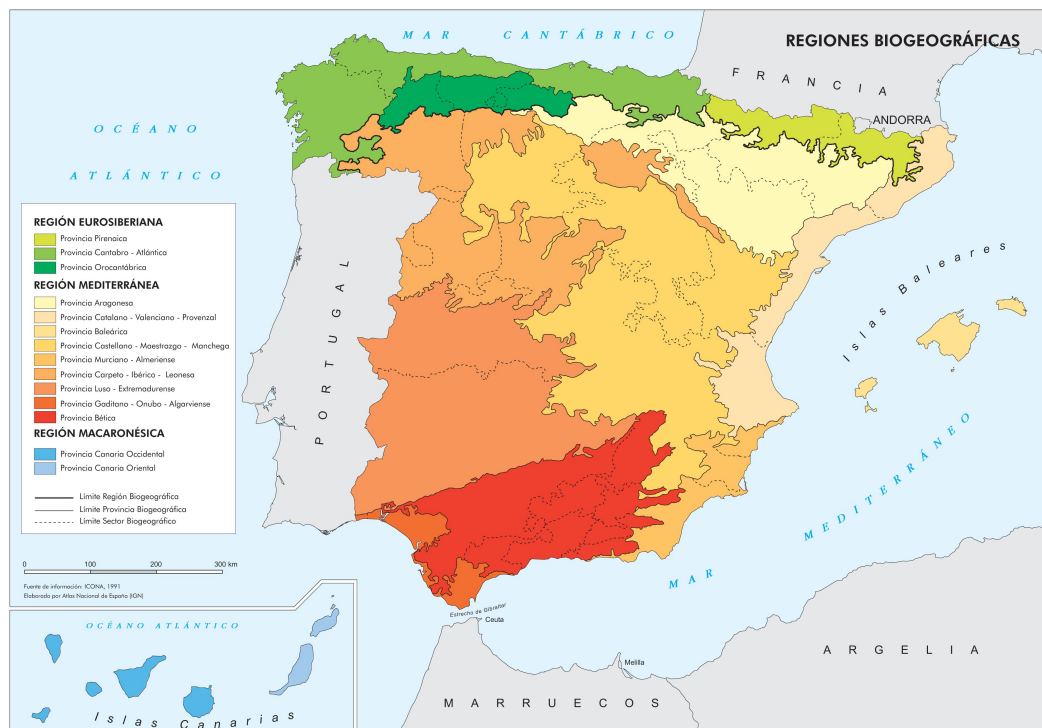 REGIONES BIOGEOGRÁFICAS
MAR CANTÁBRICO
FRANCIA
ANDORRA
OCÉANO
ATLÁNTICO
PORTUGAL
Islas Baleares
MAR MEDITERRÁNEO
REGIÓN EUROSIBERIANA
Provincia Pirenaica
Provincia Cantabro - Atlántica
Provincia Orocantábrica
REGIÓN MEDITERRÁNEA
Provincia Aragonesa
Provincia Catalano - Valenciano - Provenzal
Provincia Baleárica
Provincia Castellano - Maestrazgo - Manchega
Provincia Murciano - Almeriense
Provincia Carpeto - Ibérico - Leonesa
Provincia Luso - Extremadurense
Provincia Gaditano - Onubo - Algarviense
Provincia Bética
REGIÓN MACARONÉSICA
Provincia Canaria Occidental
Provincia Canaria Oriental
Límite Región Biogeográfica
Límite Provincia Biogeográfica
Límite Sector Biogeográfico
0 100 200 300 km
Fuente de información: ICONA, 1991
Elaborado por Atlas Nacional de España (IGN)
Estrecho de Gibraltar
Ceuta
Melilla
MARRUECOS
ARGELIA
OCÉANO ATLÁNTICO
Islas Canarias